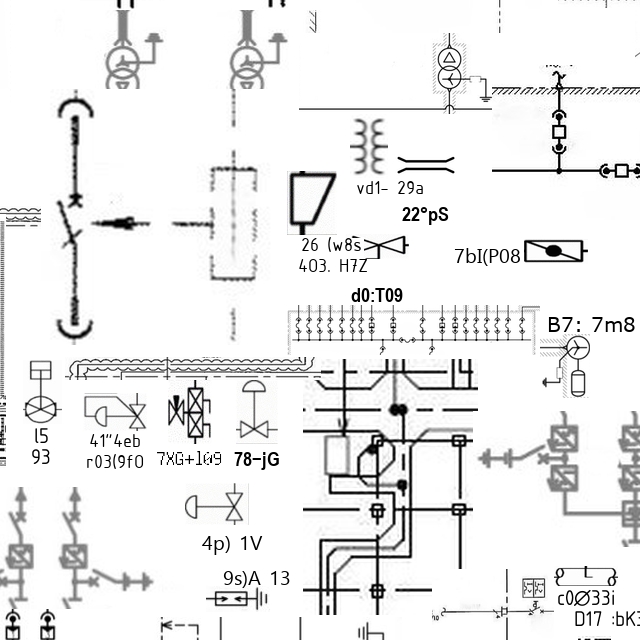 vd1- 29a
22°pS
26 (w8s
403. H7Z
7bI(P08
d0:T09
B7: 7m8
l5
93
41"4eb
r03(9f0
7XG+109
78-jG
4p) 1V
9s)A 13
c0Ø33i
D17 :bK3